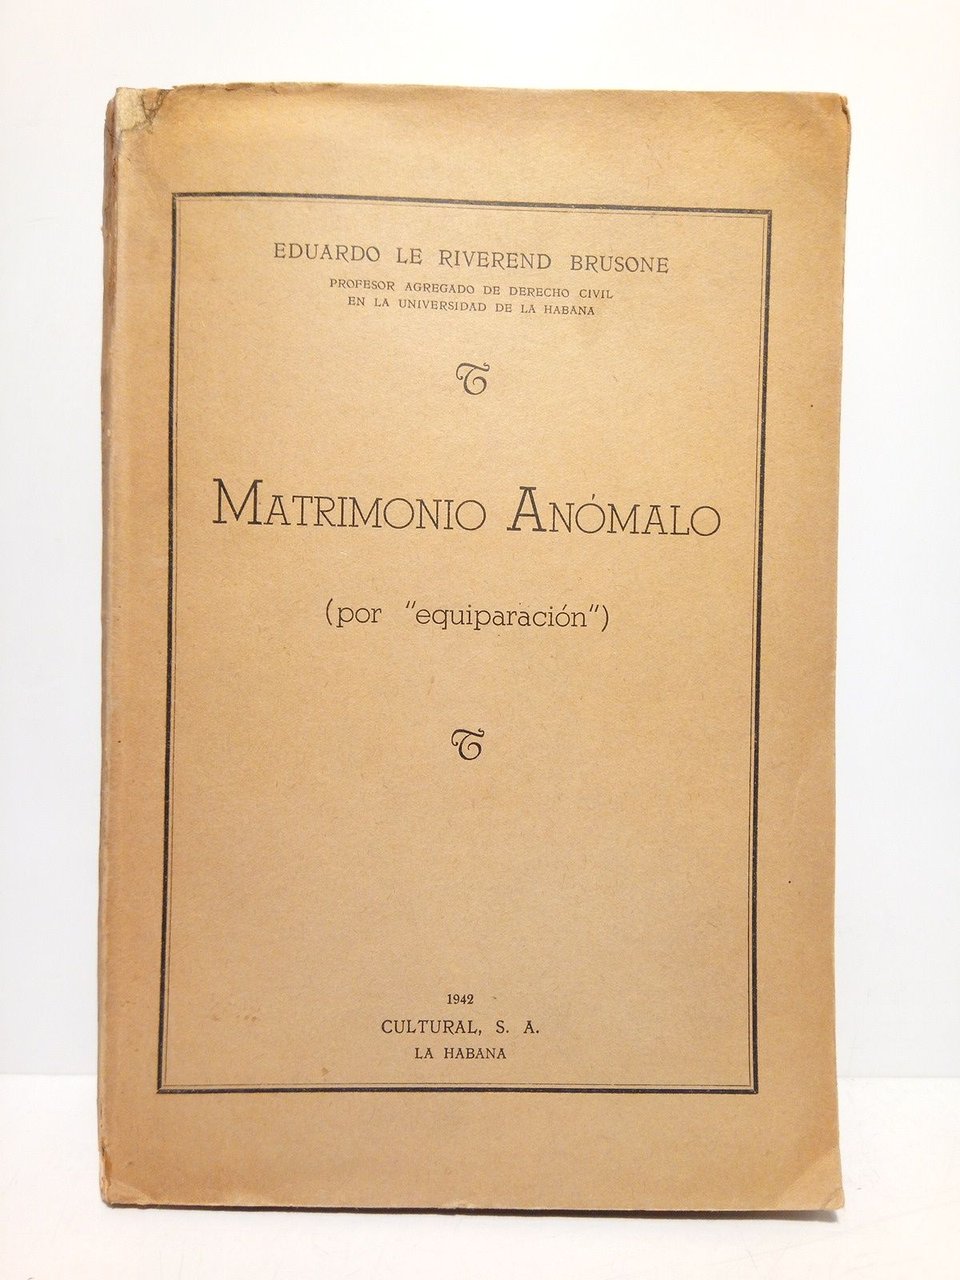 EDUARDO LE RIVEREND BRUSONE
PROFESOR AGREGADO DE DERECHO CIVIL
EN LA UNIVERSIDAD DE LA HABANA
MATRIMONIO ANÓMALO
(por "equiparación")
1942
CULTURAL, S. A.
LA HABANA